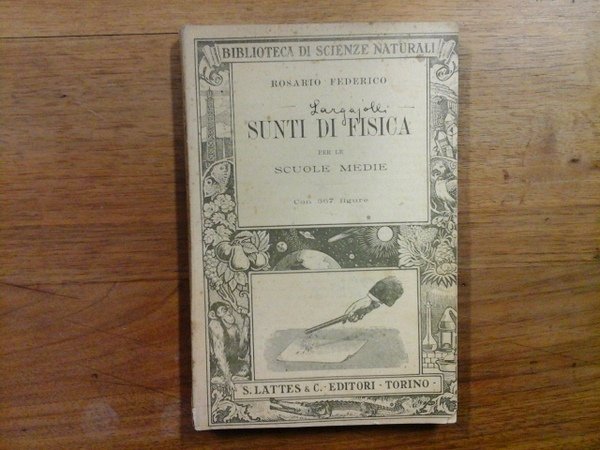 BIBLIOTECA DI SCIENZE NATURALI
ROSARIO FEDERICO
Largajolli
SUNTI DI FISICA
PER LE
SCUOLE MEDIE
Con 367 figure
S. LATTES & C. - EDITORI - TORINO -